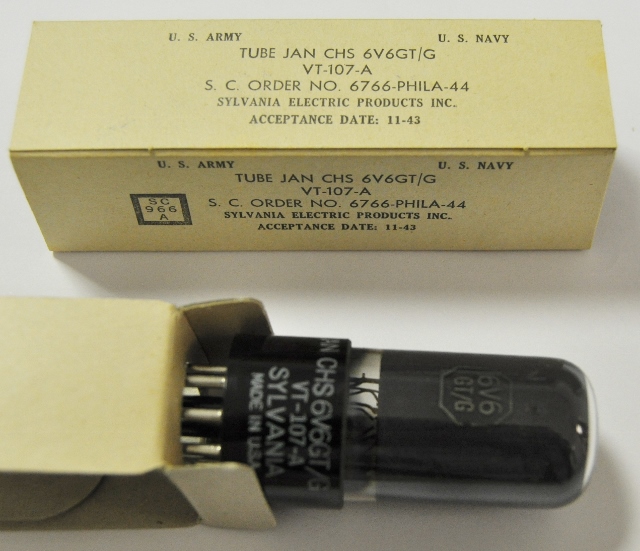 U. S. ARMY U. S. NAVY
TUBE JAN CHS 6V6GT/G
VT-107-A
S. C. ORDER NO. 6766-PHILA-44
SYLVANIA ELECTRIC PRODUCTS INC.
ACCEPTANCE DATE: 11-43
U. S. ARMY U. S. NAVY
TUBE JAN CHS 6V6GT/G
VT-107-A
S. C. ORDER NO. 6766-PHILA-44
SYLVANIA ELECTRIC PRODUCTS INC.
ACCEPTANCE DATE: 11-43
SC
966
A
CHS 6V6GT/G
VT-107-A
SYLVANIA
MADE IN U.S.A.
6V6
GT/G